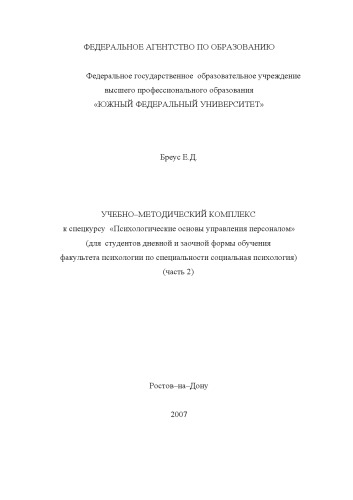 ФЕДЕРАЛЬНОЕ АГЕНТСТВО ПО ОБРАЗОВАНИЮ
Федеральное государственное образовательное учреждение
высшего профессионального образования
«ЮЖНЫЙ ФЕДЕРАЛЬНЫЙ УНИВЕРСИТЕТ»
Бреус Е.Д.
УЧЕБНО–МЕТОДИЧЕСКИЙ КОМПЛЕКС
к спецкурсу «Психологические основы управления персоналом»
(для студентов дневной и заочной формы обучения
факультета психологии по специальности социальная психология)
(часть 2)
Ростов–на–Дону
2007